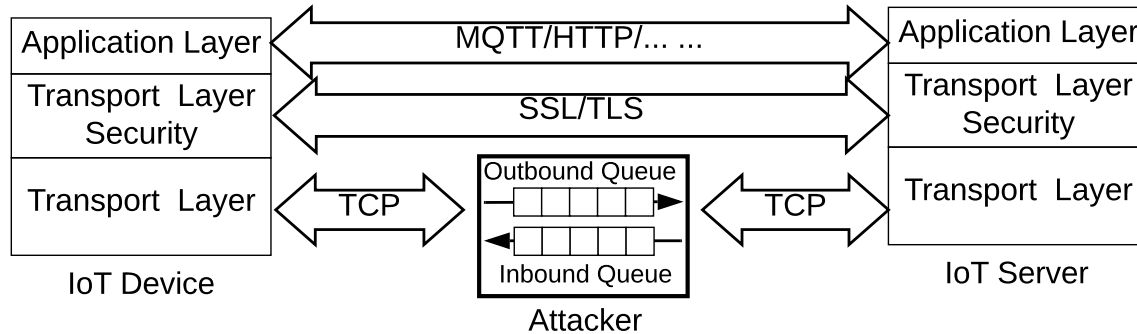 Application Layer
MQTT/HTTP/... ...
Application Layer
Transport Layer
Security
SSL/TLS
Transport Layer
Security
Transport Layer
TCP
Outbound Queue
Inbound Queue
TCP
Transport Layer
IoT Device
Attacker
IoT Server